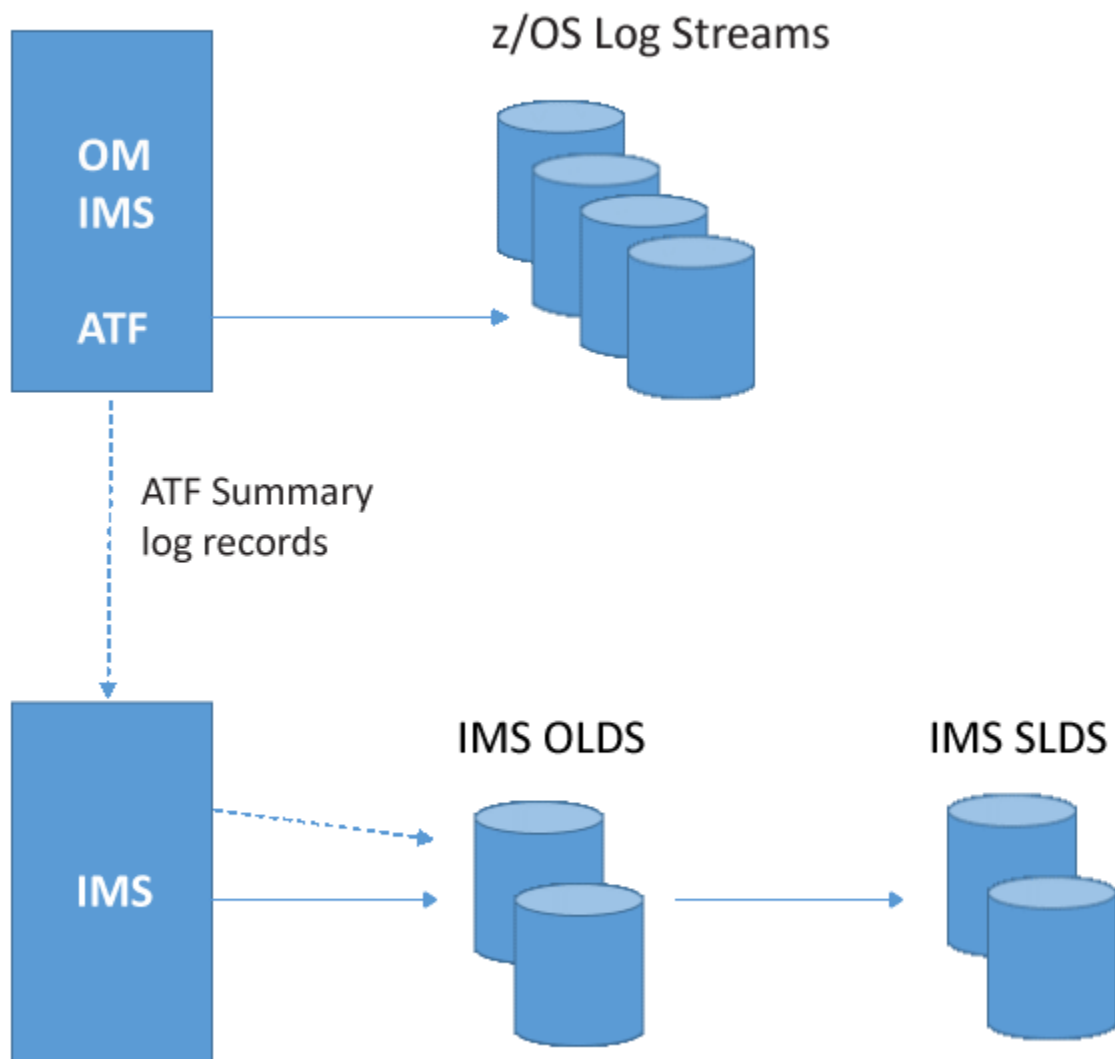 z/OS Log Streams
OM
IMS
ATF
ATF Summary
log records
IMS OLDS
IMS SLDS
IMS